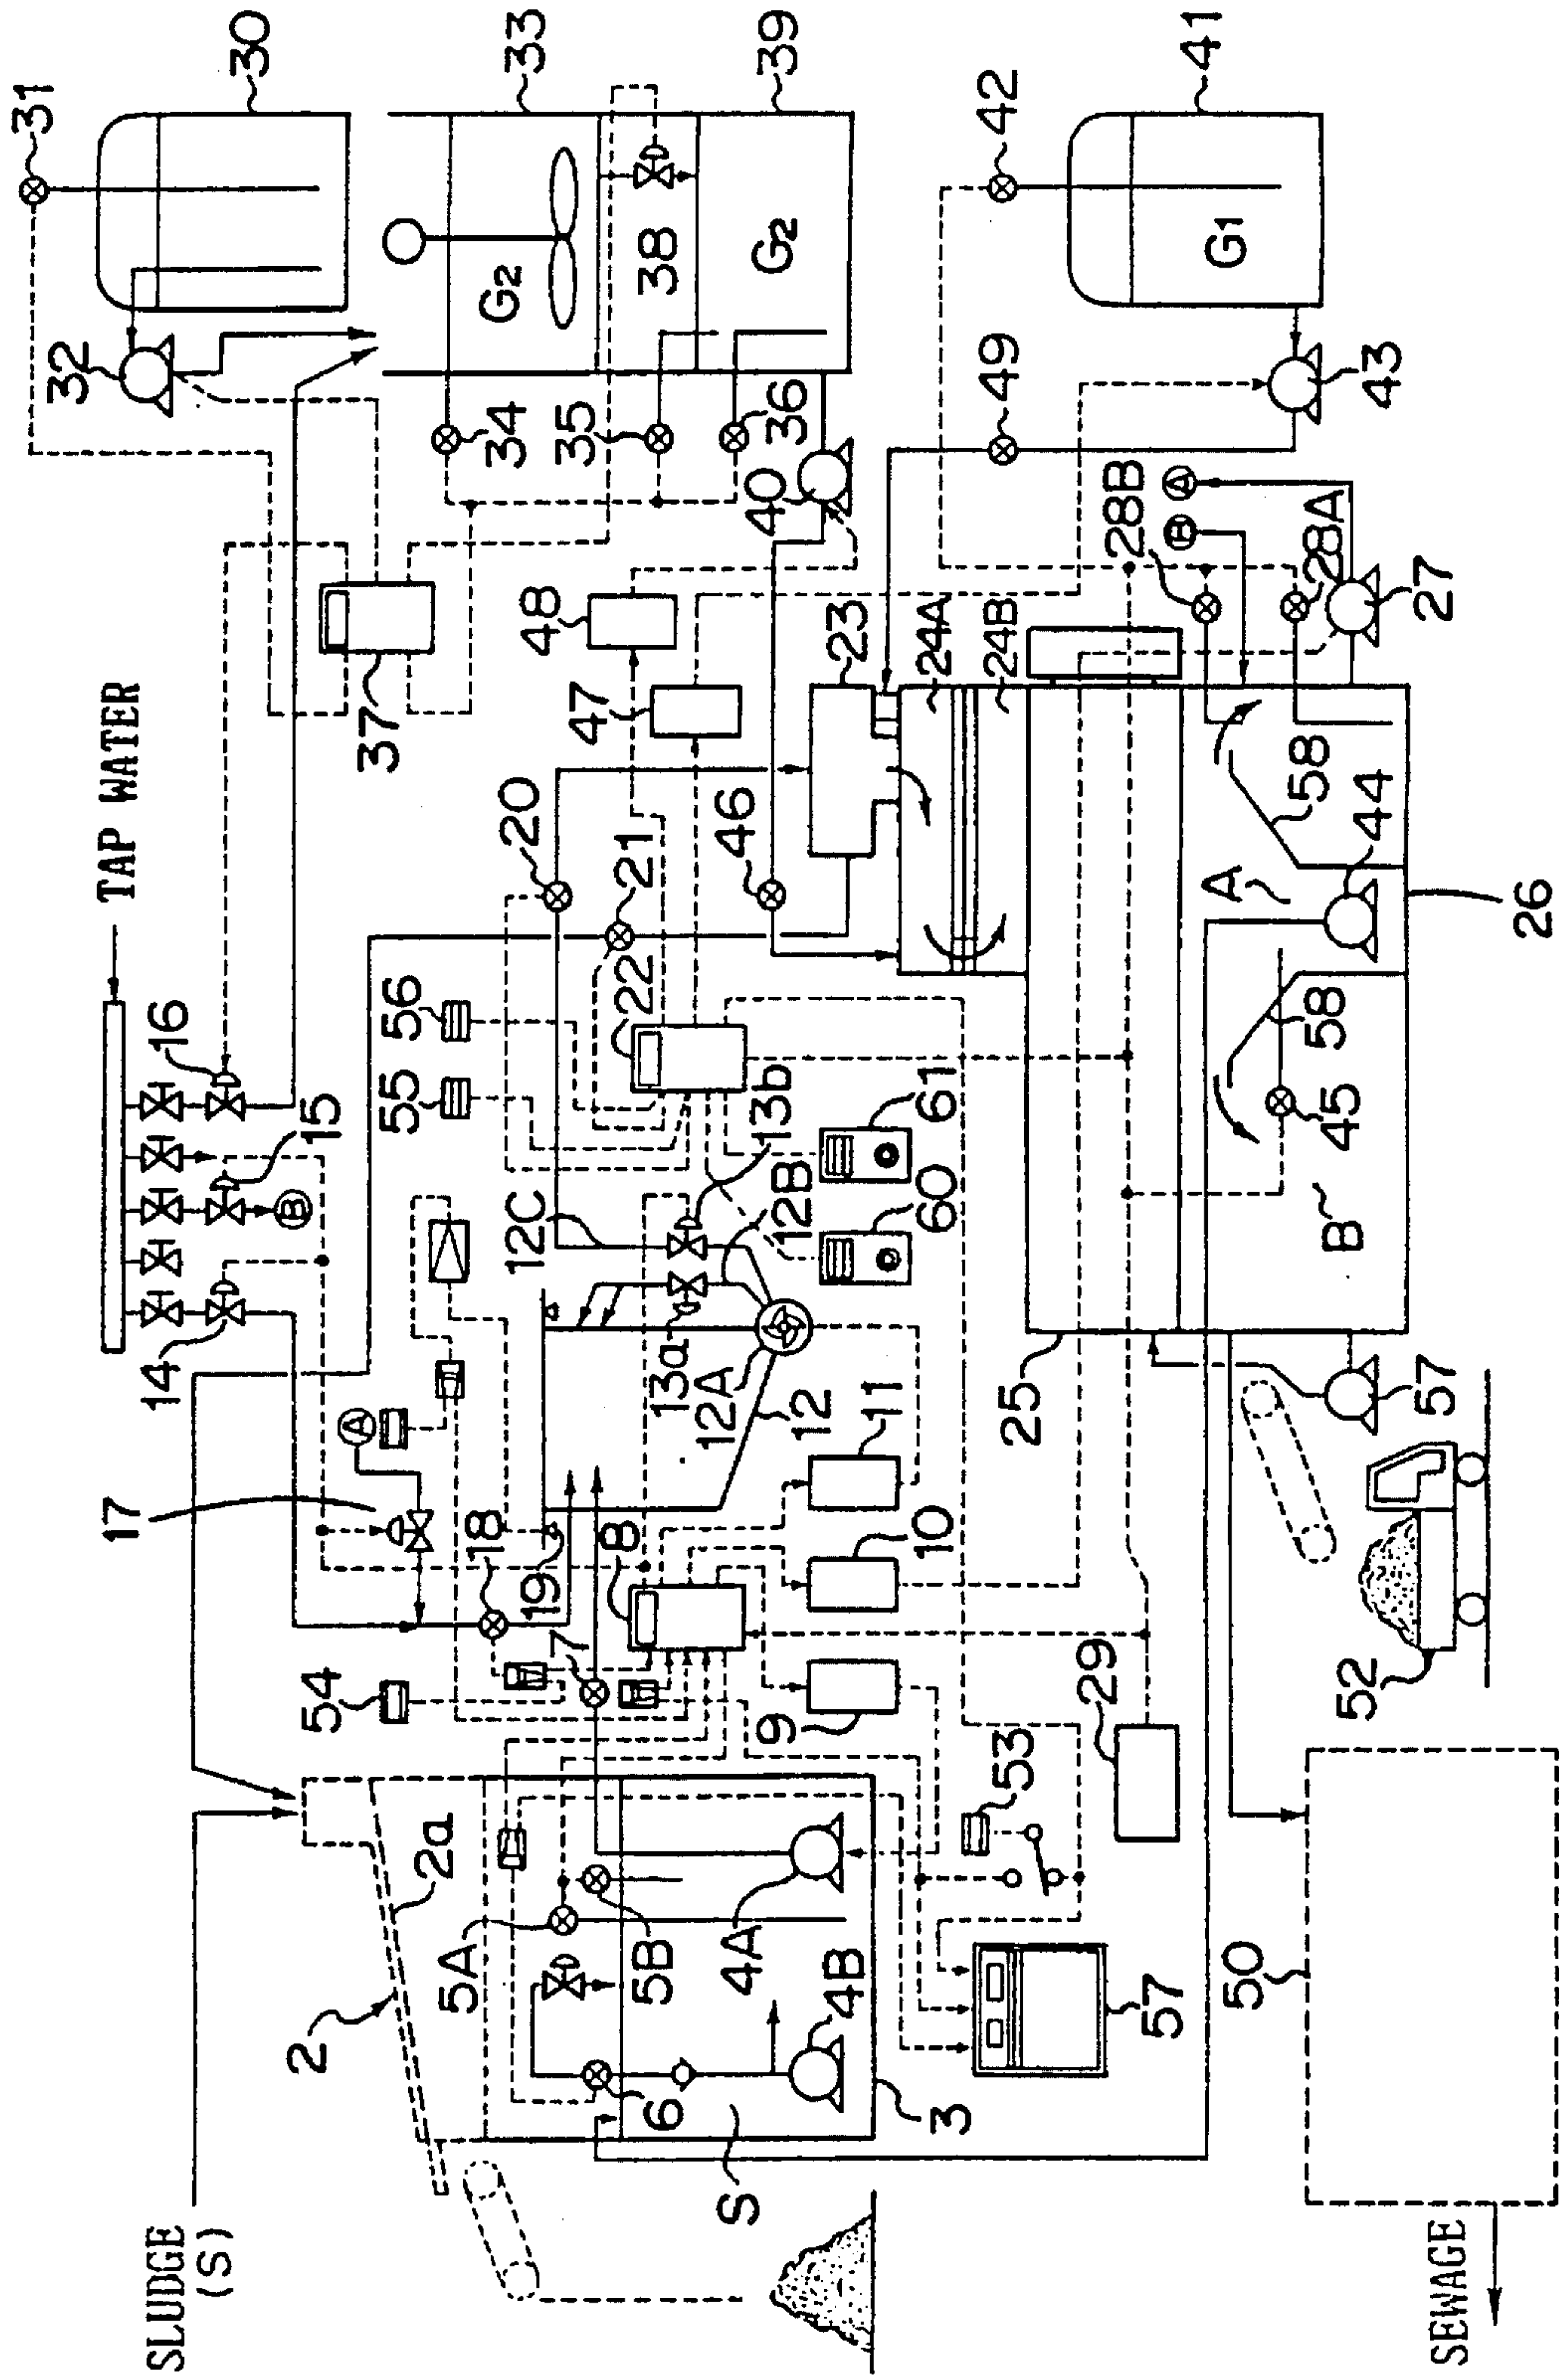 SLUDGE
(S)
TAP WATER
SEWAGE
2
2a
3
S
4A
4B
5A
5B
6
7
8
9
10
11
12
12A
12B
12C
13a
13b
14
15
16
17
18
19
20
21
22
23
24A
24B
25
26
27
28A
28B
29
30
31
32
33
34
35
36
37
38
39
40
41
42
43
44
45
46
47
48
49
50
52
53
54
55
56
57
57
58
58
60
61
A
A
A
B
B
B
G1
G2
G2